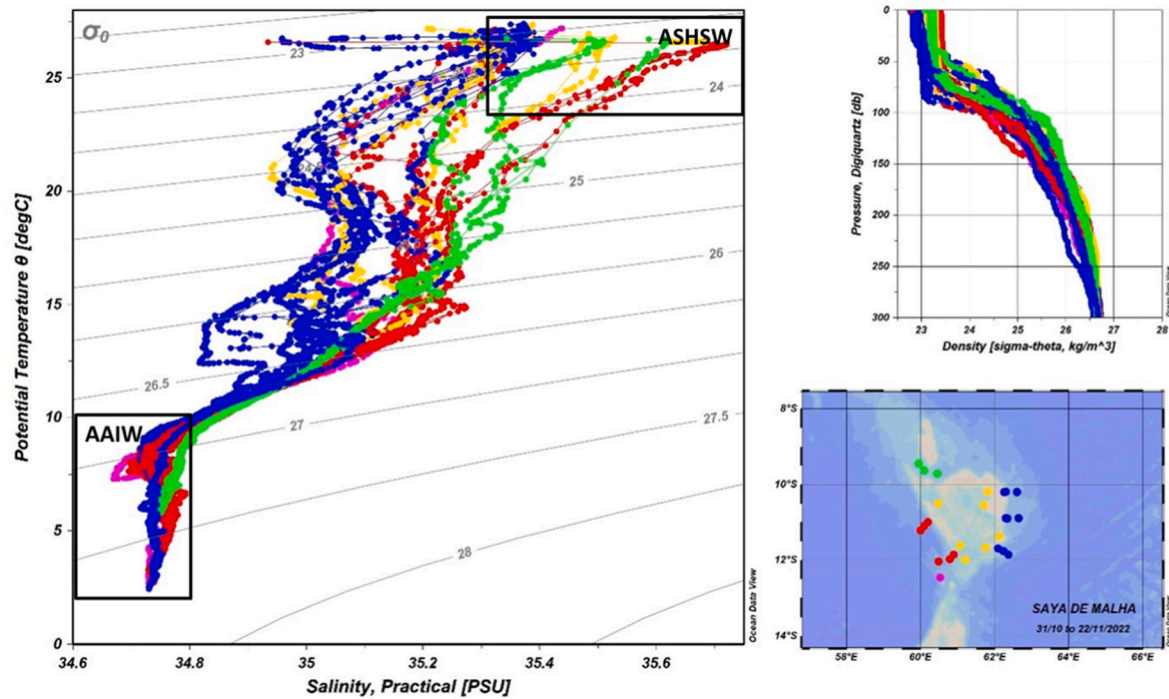 σ0
ASHSW
AAIW
23
24
25
26
26.5
27
27.5
28
25
20
15
10
5
0
34.6
34.8
35
35.2
35.4
35.6
Potential Temperature θ [degC]
Salinity, Practical [PSU]
Ocean Data View
0
50
100
150
200
250
300
Pressure, Digiquartz [db]
23
24
25
26
27
28
Density [sigma-theta, kg/m^3]
8°S
10°S
12°S
14°S
58°E
60°E
62°E
64°E
66°E
SAYA DE MALHA
31/10 to 22/11/2022